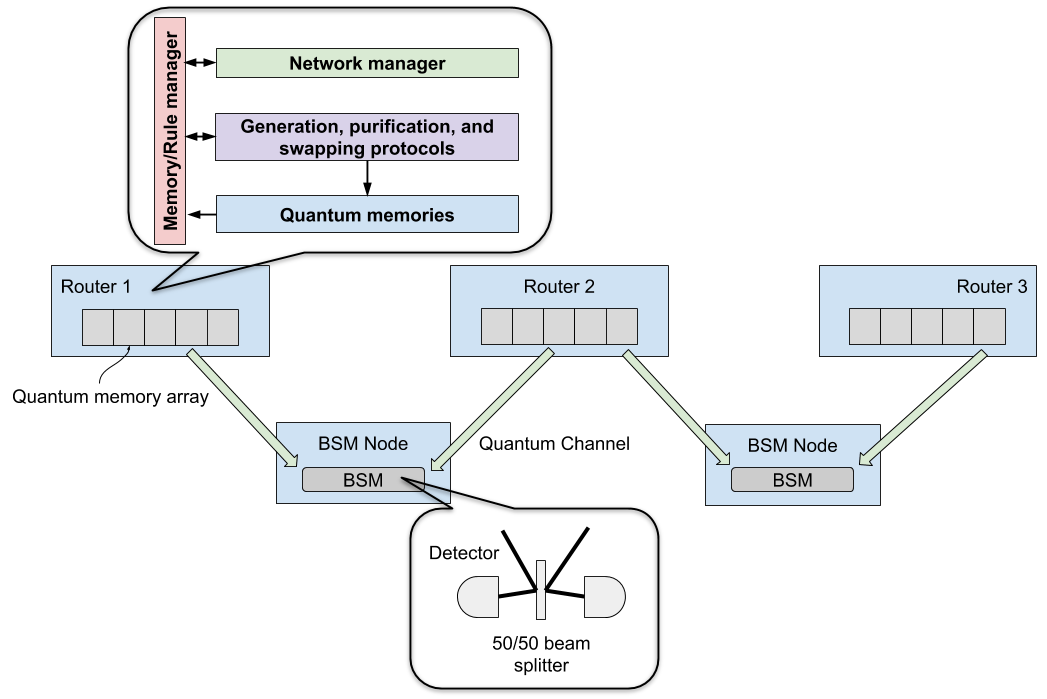 Memory/Rule manager
Network manager
Generation, purification, and
swapping protocols
Quantum memories
Router 1
Router 2
Router 3
Quantum memory array
BSM Node
BSM
Quantum Channel
BSM Node
BSM
Detector
50/50 beam
splitter